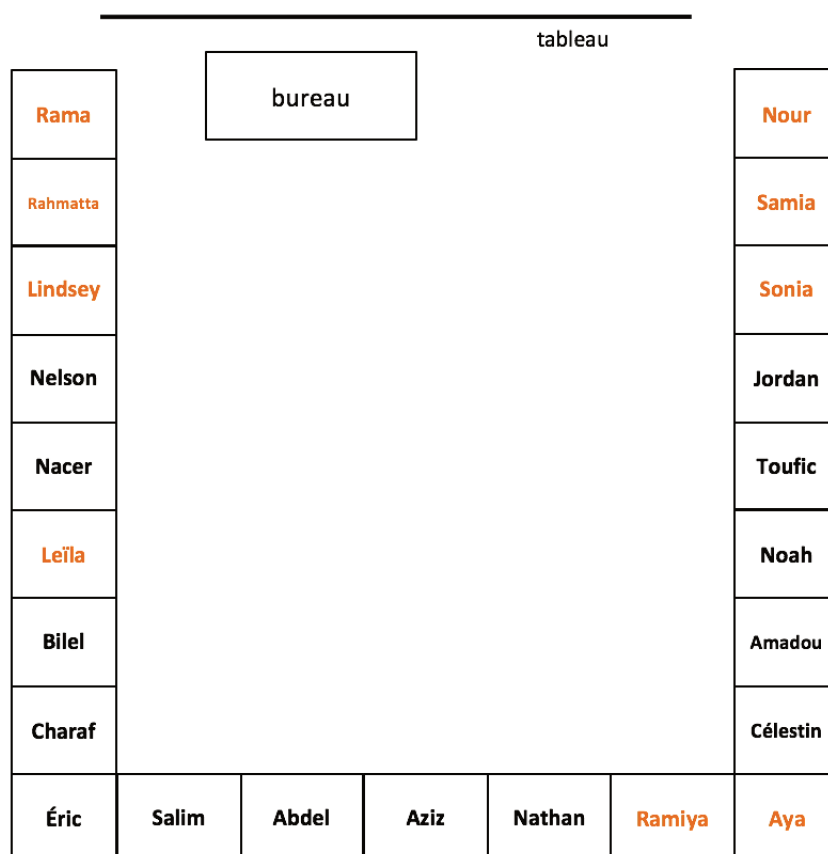 tableau
bureau
Rama
Nour
Rahmatta
Samia
Lindsey
Sonia
Nelson
Jordan
Nacer
Toufic
Leïla
Noah
Bilel
Amadou
Charaf
Célestin
Éric Salim Abdel Aziz Nathan Ramiya Aya